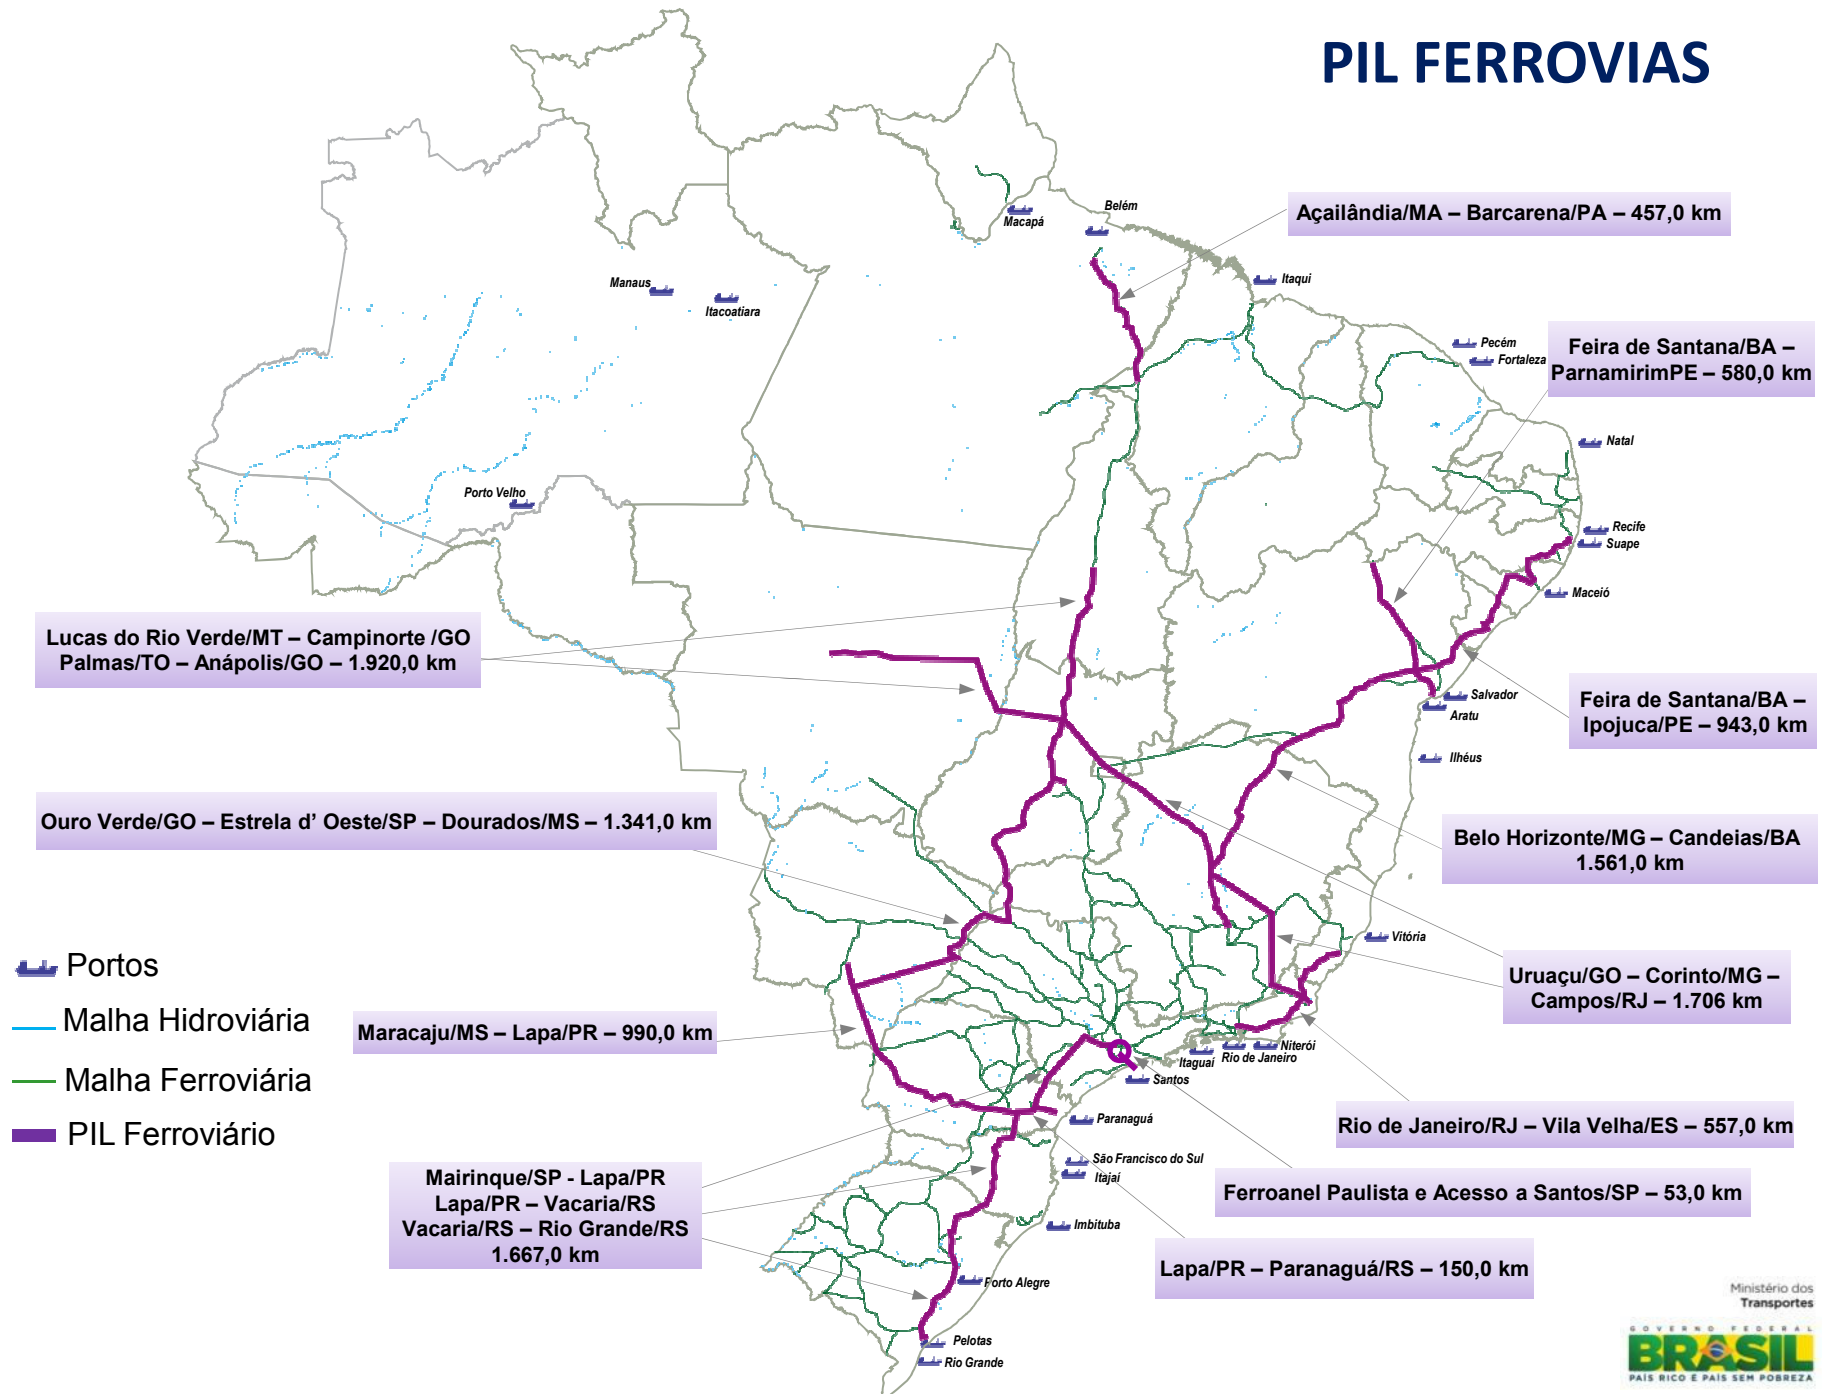 PIL FERROVIAS
Açailândia/MA – Barcarena/PA – 457,0 km
Belém
Macapá
Itaqui
Manaus
Itacoatiara
Pecém
Fortaleza
Feira de Santana/BA –
ParnamirimPE – 580,0 km
Natal
Porto Velho
Recife
Suape
Maceió
Lucas do Rio Verde/MT – Campinorte /GO
Palmas/TO – Anápolis/GO – 1.920,0 km
Salvador
Aratu
Feira de Santana/BA –
Ipojuca/PE – 943,0 km
Ilhéus
Ouro Verde/GO – Estrela d’ Oeste/SP – Dourados/MS – 1.341,0 km
Belo Horizonte/MG – Candeias/BA
1.561,0 km
Vitória
Portos
Malha Hidroviária
Malha Ferroviária
PIL Ferroviário
Uruaçu/GO – Corinto/MG –
Campos/RJ – 1.706 km
Maracaju/MS – Lapa/PR – 990,0 km
Niterói
Rio de Janeiro
Itaguaí
Santos
Paranaguá
Rio de Janeiro/RJ – Vila Velha/ES – 557,0 km
São Francisco do Sul
Itajaí
Mairinque/SP - Lapa/PR
Lapa/PR – Vacaria/RS
Vacaria/RS – Rio Grande/RS
1.667,0 km
Ferroanel Paulista e Acesso a Santos/SP – 53,0 km
Imbituba
Lapa/PR – Paranaguá/RS – 150,0 km
Porto Alegre
Pelotas
Rio Grande
Ministério dos
Transportes
GOVERNO FEDERAL
BRASIL
PAÍS RICO É PAÍS SEM POBREZA